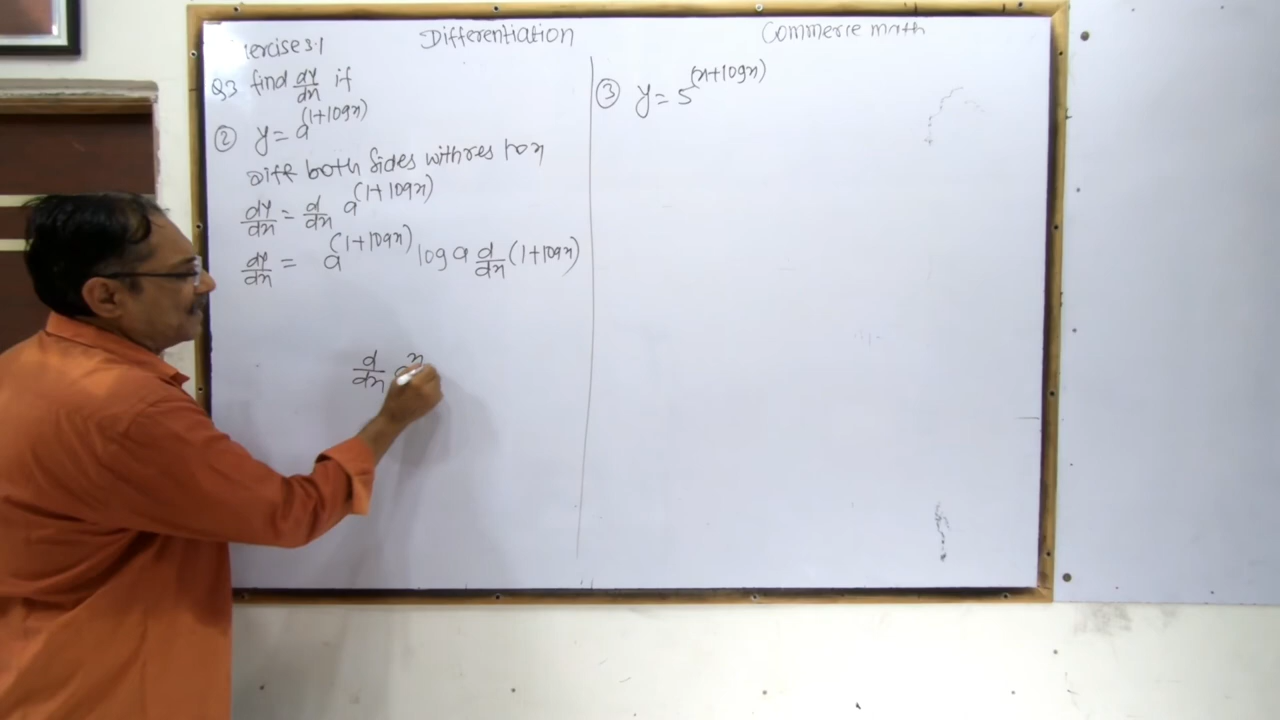 Differentiation
Commerce math
ercise 3.1
Q3 find dy/dx if
② y = a^(1+logx)
Diff both sides with res to x
dy/dx = d/dx a^(1+logx)
dy/dx = a^(1+logx) log a d/dx (1+logx)
d/dx a^x
③ y = 5^(x+logx)